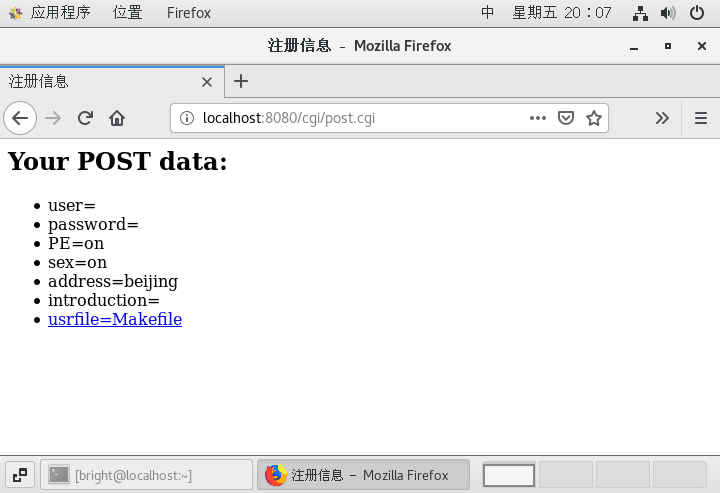 应用程序 位置 Firefox 中 星期五 20：07
注册信息 - Mozilla Firefox
注册信息
localhost:8080/cgi/post.cgi
Your POST data:
user=
password=
PE=on
sex=on
address=beijing
introduction=
usrfile=Makefile
[bright@localhost:~] 注册信息 - Mozilla Firefox